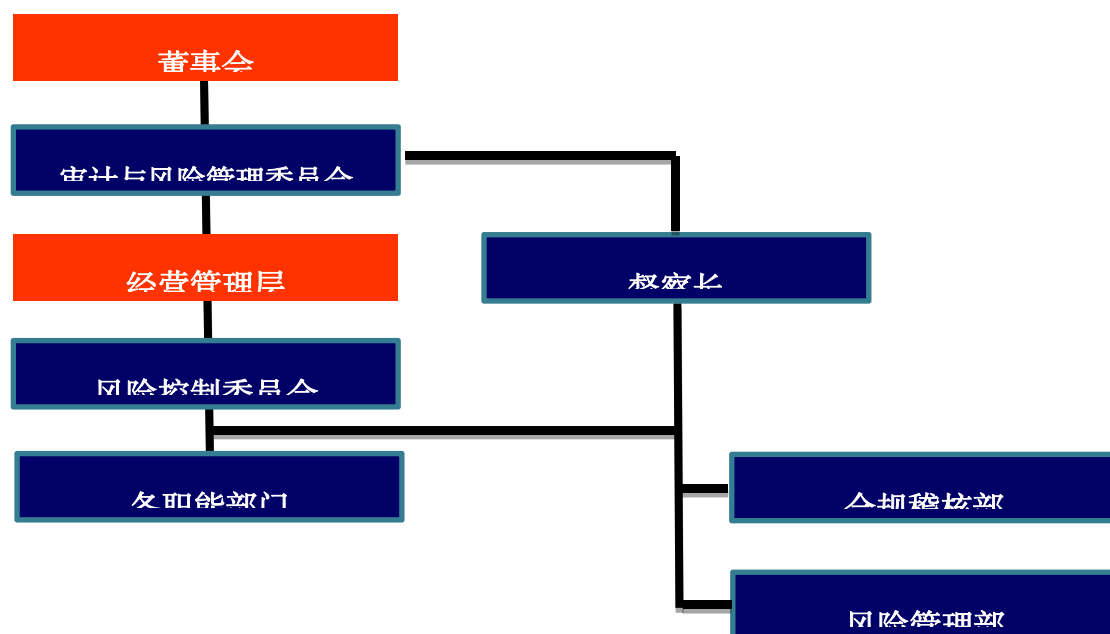 董事会
审计与风险管理委员会
经营管理层
督察长
风险控制委员会
各职能部门
合规稽核部
风险管理部